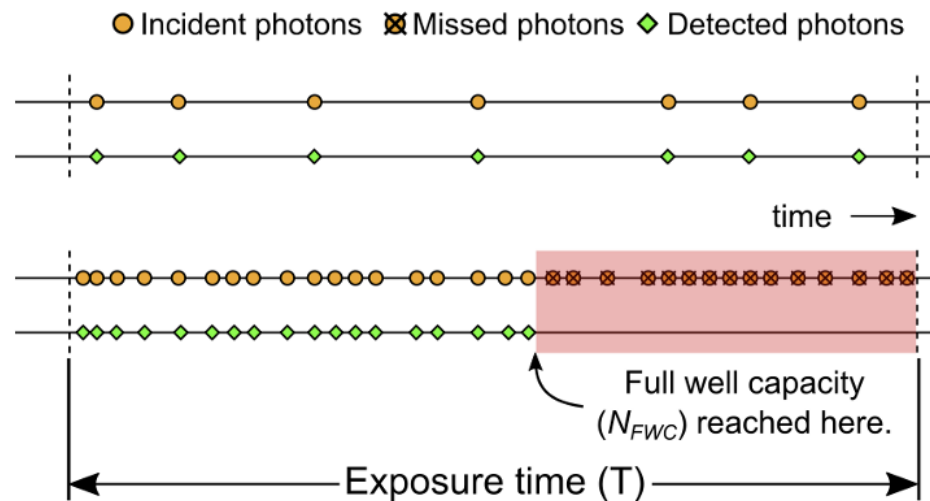 Incident photons Missed photons Detected photons
time
Full well capacity
(N_FWC) reached here.
Exposure time (T)